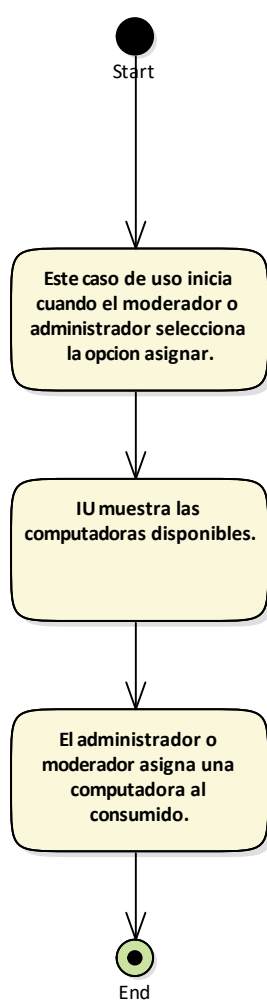 Start
Este caso de uso inicia
cuando el moderador o
administrador selecciona
la opcion asignar.
IU muestra las
computadoras disponibles.
El administrador o
moderador asigna una
computadora al
consumido.
End